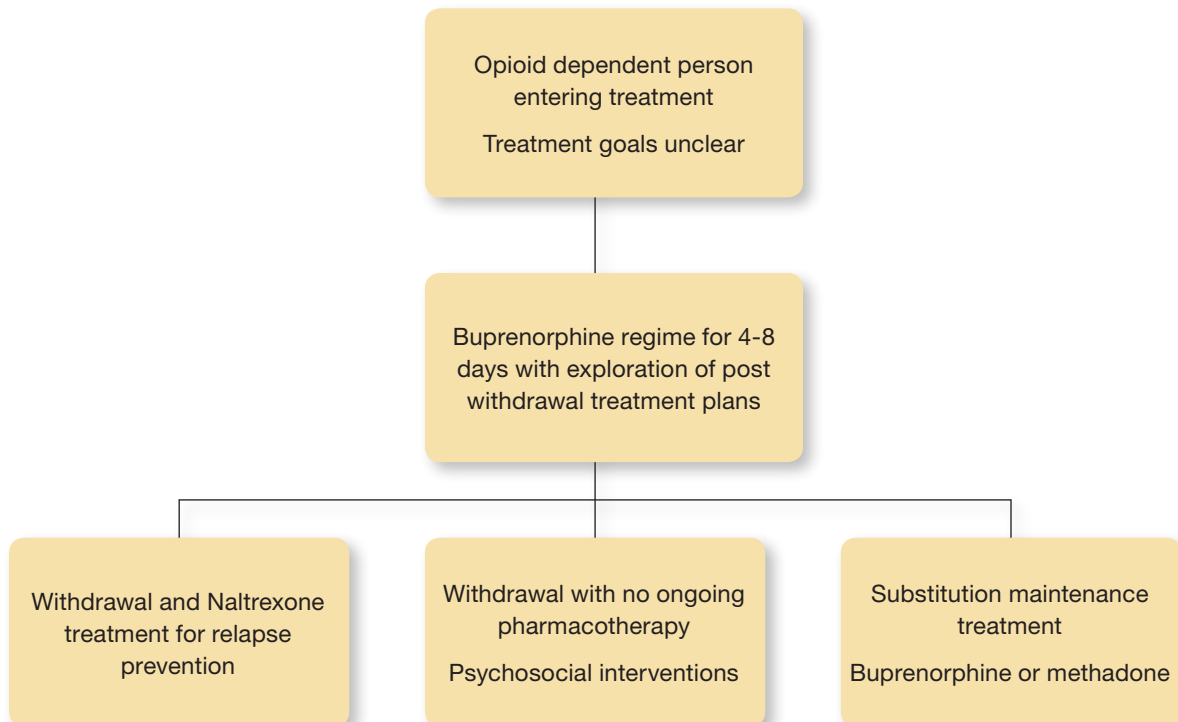 Opioid dependent person
entering treatment
Treatment goals unclear
Buprenorphine regime for 4-8
days with exploration of post
withdrawal treatment plans
Withdrawal and Naltrexone
treatment for relapse
prevention
Withdrawal with no ongoing
pharmacotherapy
Psychosocial interventions
Substitution maintenance
treatment
Buprenorphine or methadone